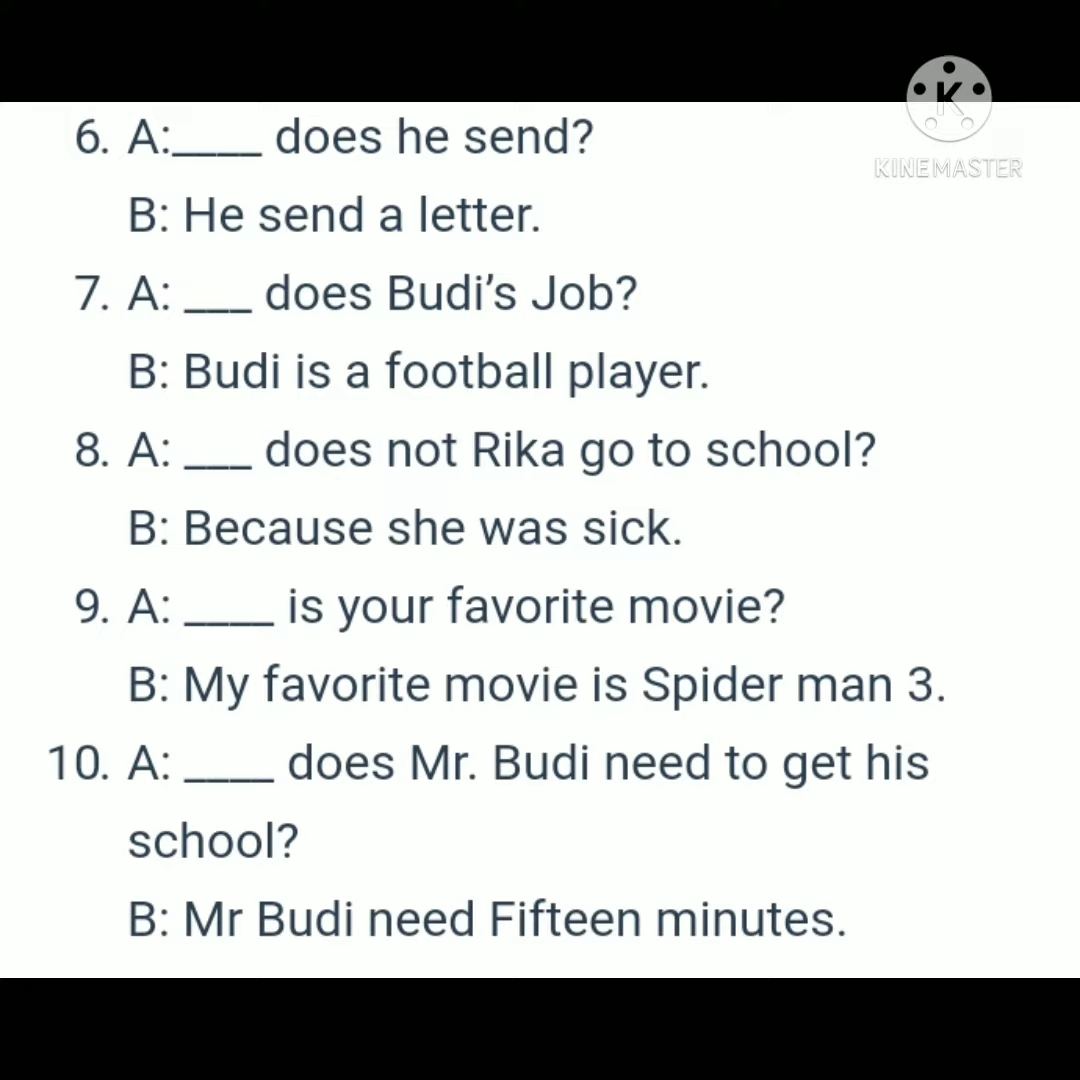 K
KINEMASTER
6. A:____ does he send?
B: He send a letter.
7. A: ___ does Budi’s Job?
B: Budi is a football player.
8. A: ___ does not Rika go to school?
B: Because she was sick.
9. A: ____ is your favorite movie?
B: My favorite movie is Spider man 3.
10. A: ____ does Mr. Budi need to get his
school?
B: Mr Budi need Fifteen minutes.